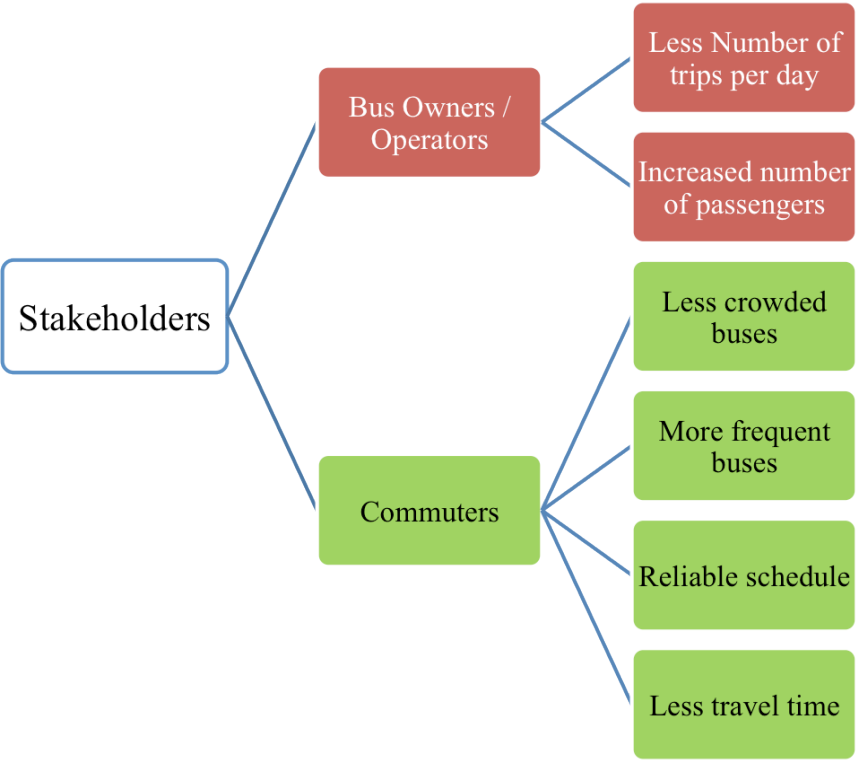 Stakeholders
Bus Owners /
Operators
Less Number of
trips per day
Increased number
of passengers
Commuters
Less crowded
buses
More frequent
buses
Reliable schedule
Less travel time